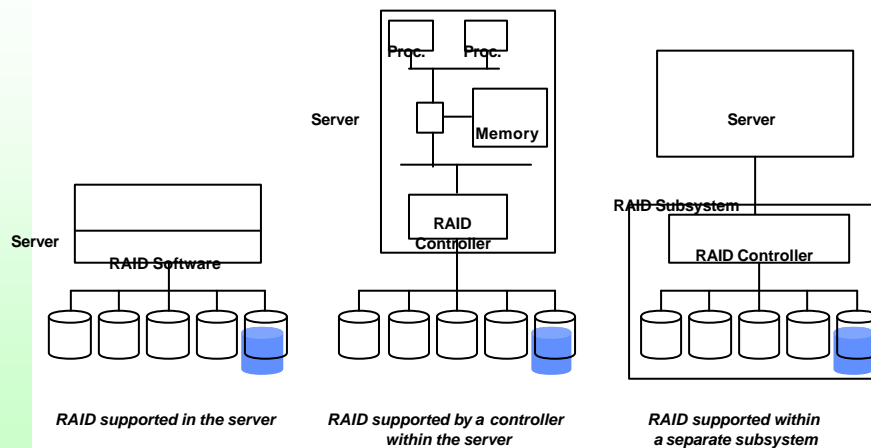 Server
RAID Software
RAID supported in the server
Proc. Proc.
Server
Memory
RAID
Controller
RAID supported by a controller
within the server
Server
RAID Subsystem
RAID Controller
RAID supported within
a separate subsystem